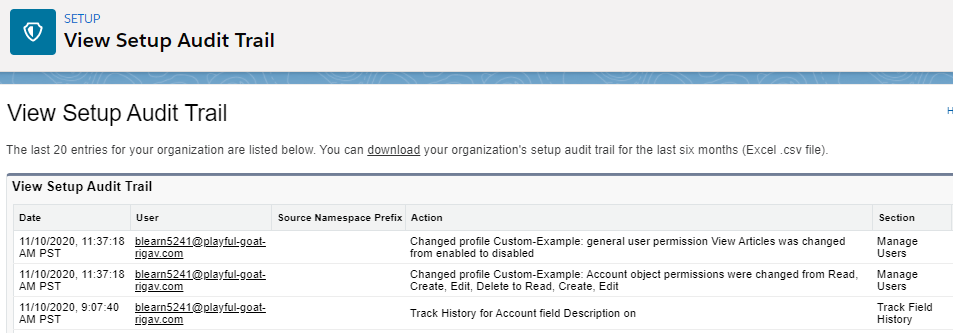 SETUP
View Setup Audit Trail
View Setup Audit Trail
H
The last 20 entries for your organization are listed below. You can download your organization's setup audit trail for the last six months (Excel .csv file).
View Setup Audit Trail
Date User Source Namespace Prefix Action Section
11/10/2020, 11:37:18
AM PST
blearn5241@playful-goat-
rigav.com
Changed profile Custom-Example: general user permission View Articles was changed
from enabled to disabled
Manage
Users
11/10/2020, 11:37:18
AM PST
blearn5241@playful-goat-
rigav.com
Changed profile Custom-Example: Account object permissions were changed from Read,
Create, Edit, Delete to Read, Create, Edit
Manage
Users
11/10/2020, 9:07:40
AM PST
blearn5241@playful-goat-
rigav.com
Track History for Account field Description on
Track Field
History